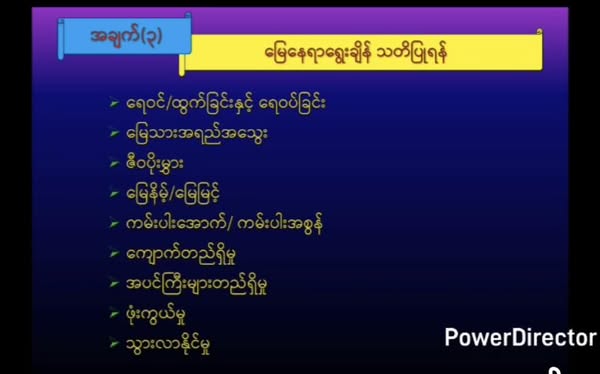 အချက်(၃)
မြေနေရာရွေးချိန် သတိပြုရန်
ရေဝင်/ထွက်ခြင်းနှင့် ရေဝပ်ခြင်း
မြေသားအရည်အသွေး
ဇီဝပိုးမွှား
မြေနိမ့်/မြေမြင့်
ကမ်းပါးအောက်/ ကမ်းပါးအစွန်
ကျောက်တည်ရှိမှု
အပင်ကြီးများတည်ရှိမှု
ဖုံးကွယ်မှု
သွားလာနိုင်မှု
PowerDirector